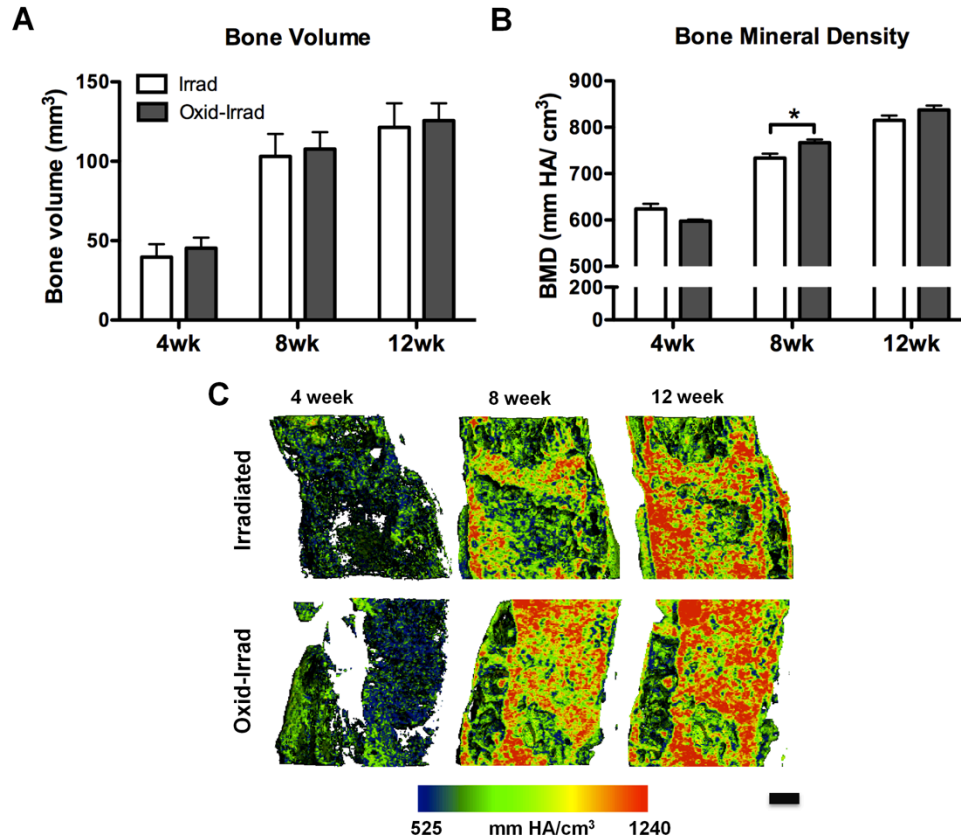 A
Bone Volume
Irrad
Oxid-Irrad
Bone volume (mm³)
150
100
50
0
4wk 8wk 12wk
B
Bone Mineral Density
BMD (mm HA/ cm³)
900
800
700
600
500
200
0
*
4wk 8wk 12wk
C
4 week 8 week 12 week
Irradiated
Oxid-Irrad
525 mm HA/cm³ 1240